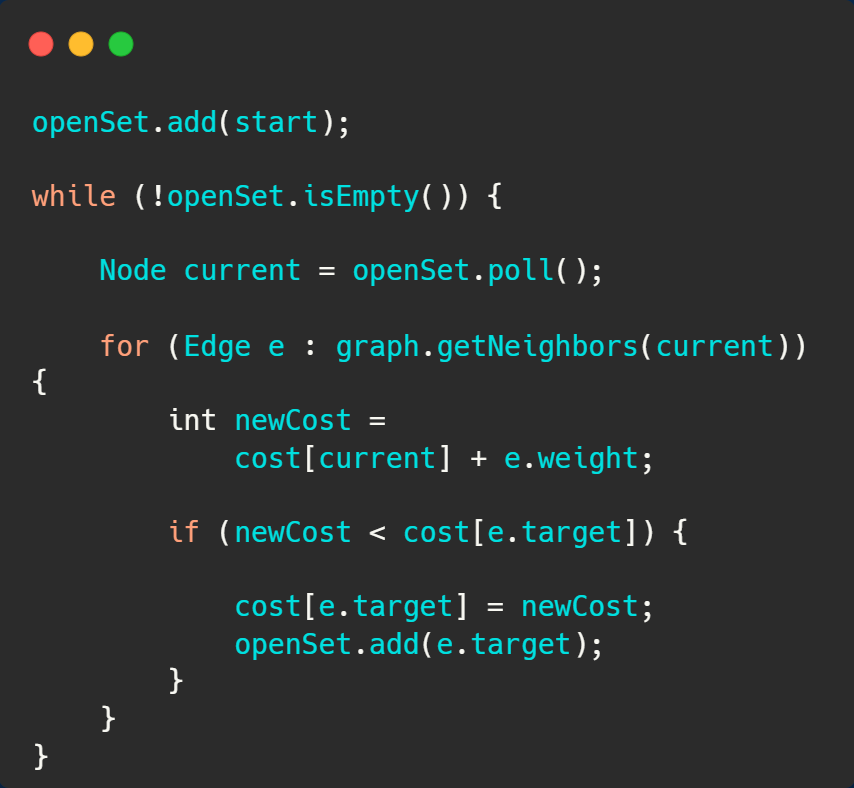 openSet.add(start);
while (!openSet.isEmpty()) {
Node current = openSet.poll();
for (Edge e : graph.getNeighbors(current))
{
int newCost =
cost[current] + e.weight;
if (newCost < cost[e.target]) {
cost[e.target] = newCost;
openSet.add(e.target);
}
}
}